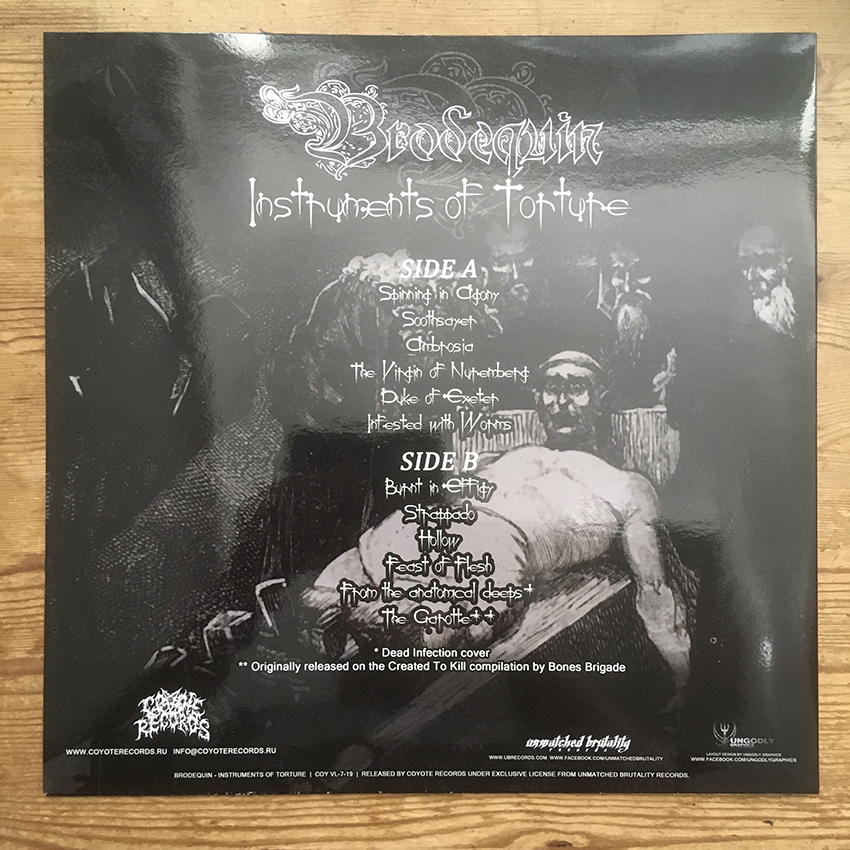 Brodequin
Instruments of Torture
SIDE A
Spinning in Agony
Soothsayer
Ambrosia
The Virgin of Nuremberg
Duke of Exeter
Infested with Worms
SIDE B
Burnt in Effigy
Strappado
Hollow
Feast of Flesh
From the anatomical deeps*
The Garotte**
* Dead Infection cover
** Originally released on the Created To Kill compilation by Bones Brigade
COYOTE
RECORDS
WWW.COYOTERECORDS.RU INFO@COYOTERECORDS.RU
unmatched brutality
RECORDS
WWW.UBRECORDS.COM WWW.FACEBOOK.COM/UNMATCHEDBRUTALITY
UNGODLY
GRAPHICS
LAYOUT DESIGN BY UNGODLY GRAPHICS
WWW.FACEBOOK.COM/UNGODLYGRAPHICS
BRODEQUIN - INSTRUMENTS OF TORTURE | COY VL-7-19 | RELEASED BY COYOTE RECORDS UNDER EXCLUSIVE LICENSE FROM UNMATCHED BRUTALITY RECORDS.